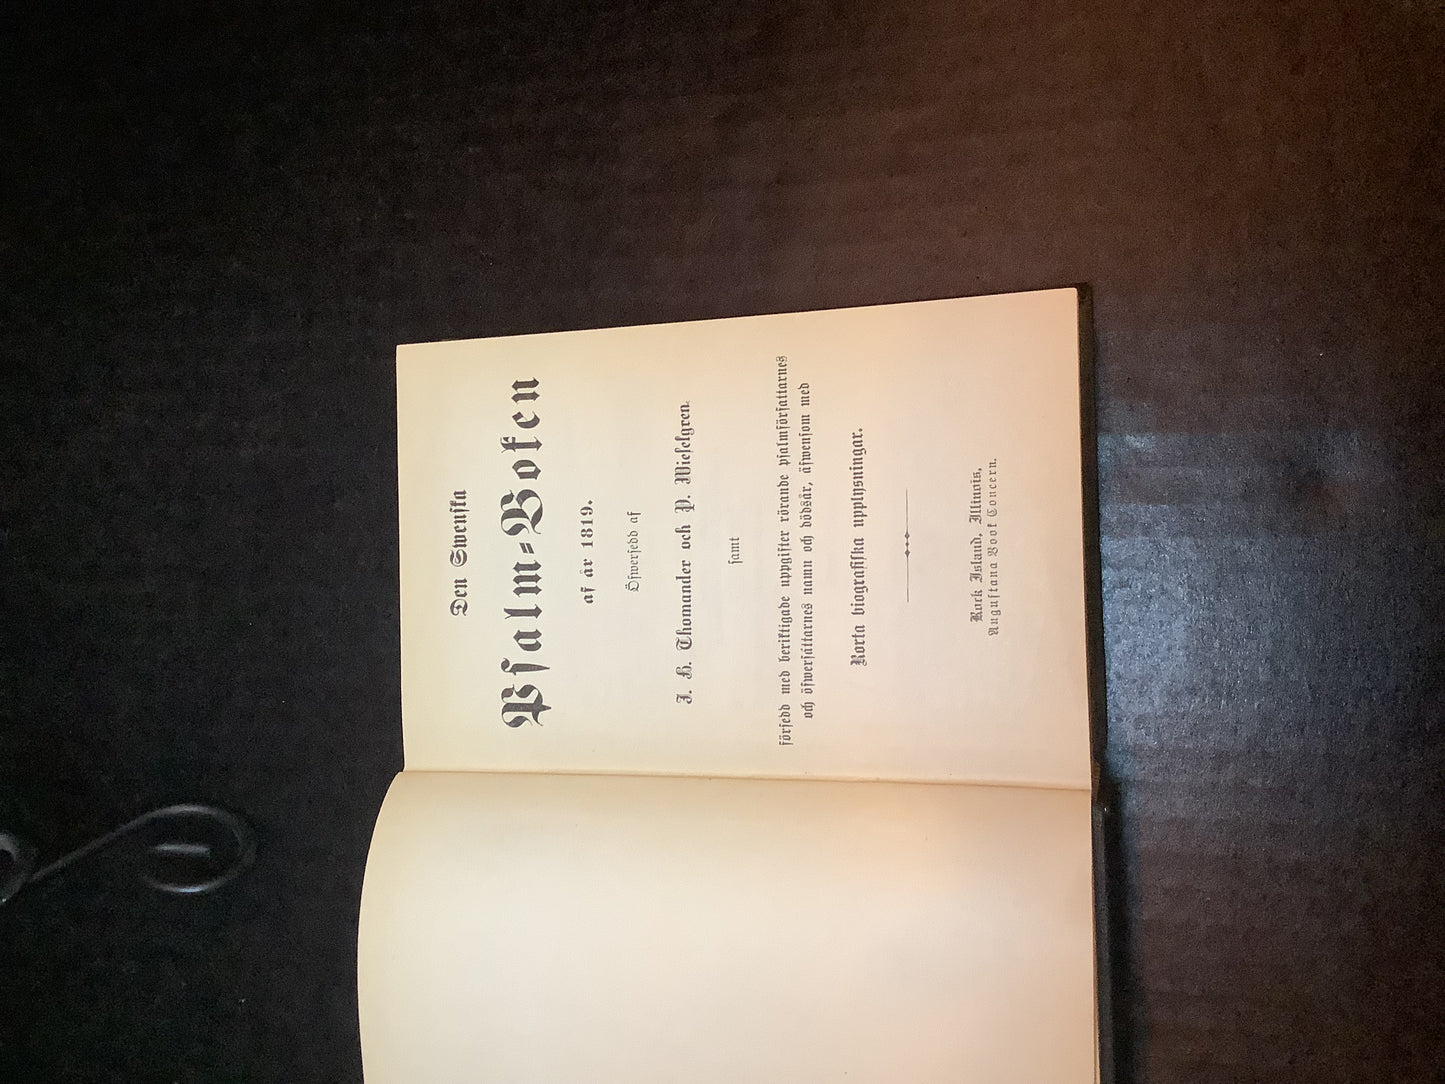 Den Swenska
Psalm-Boken
af år 1819.
Öfwersedd af
J. H. Thomander och P. Wieselgren.
samt
försedd med beriktigade uppgifter rörande psalmförfattarnes
och öfwersättarnes namn och dödsår, äfwensom med
Korta biografiska upplysningar.
Rock Island, Illinois,
Augustana Book Concern.